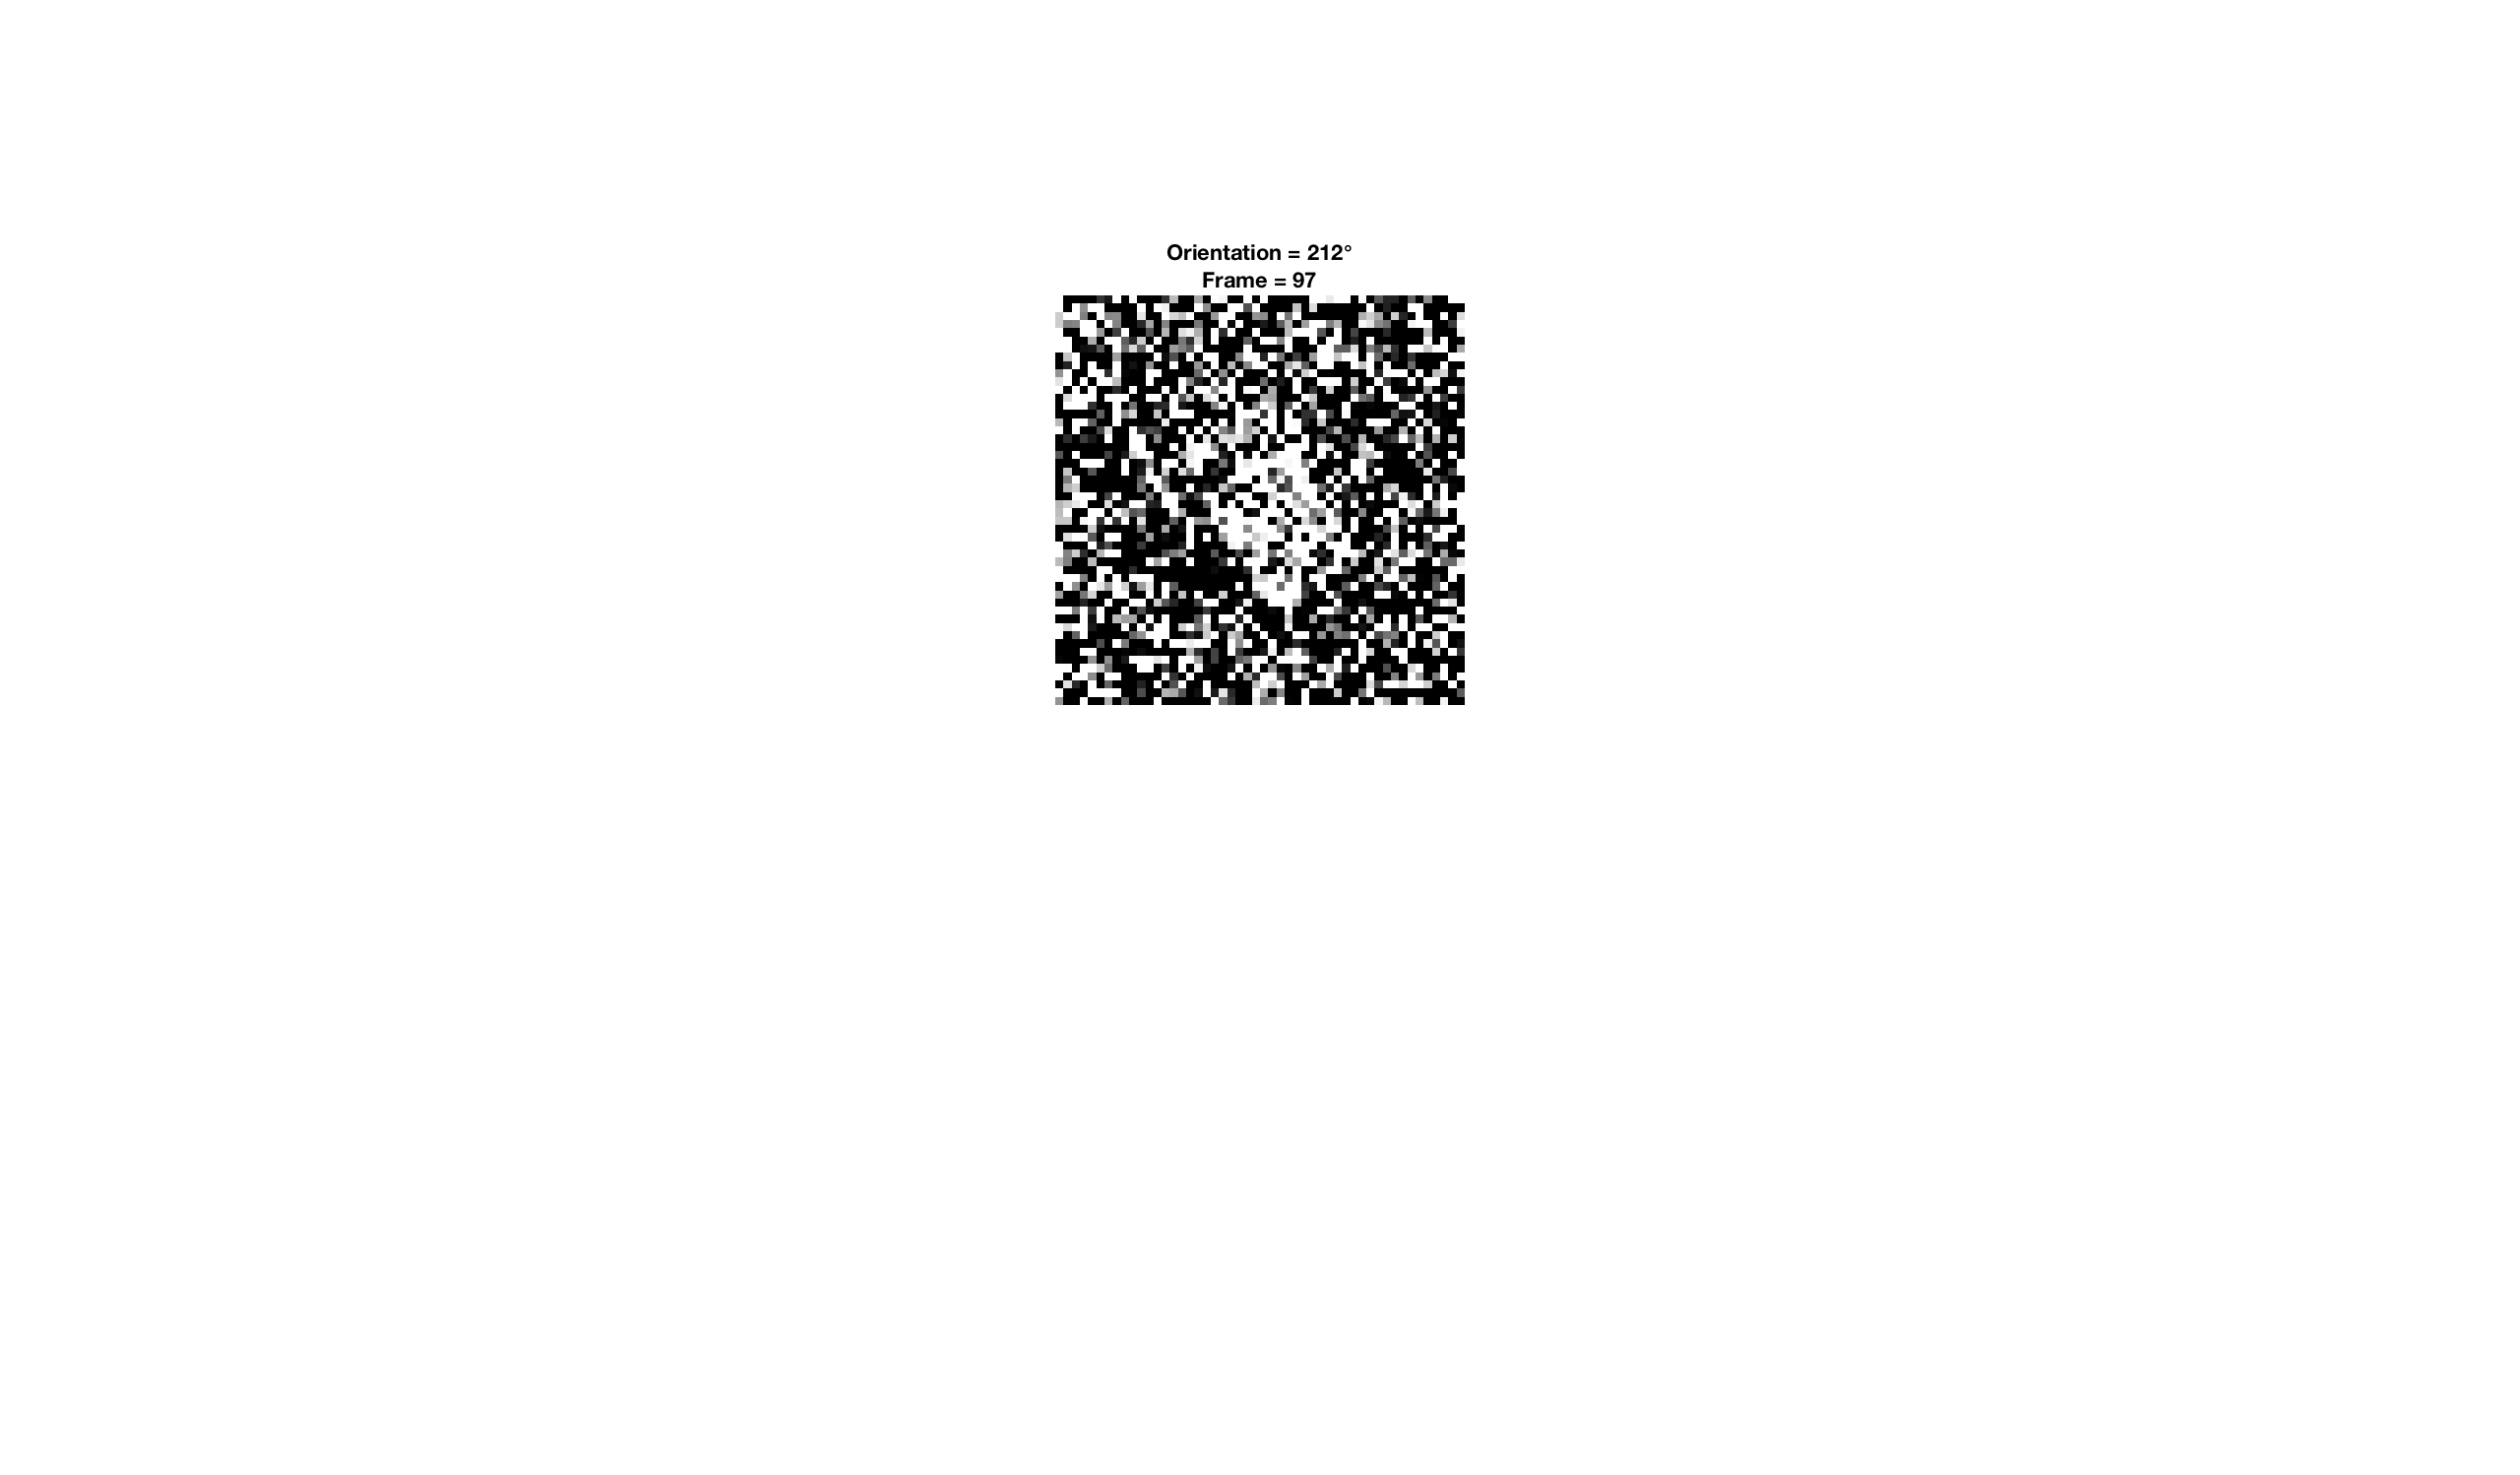 Orientation = 212°
Frame = 97